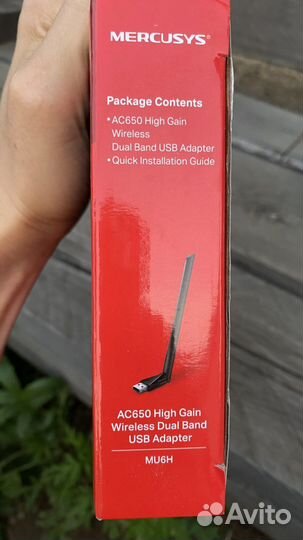 MERCUSYS®
Package Contents
• AC650 High Gain
Wireless
Dual Band USB Adapter
• Quick Installation Guide
AC650 High Gain
Wireless Dual Band
USB Adapter
MU6H
Avito